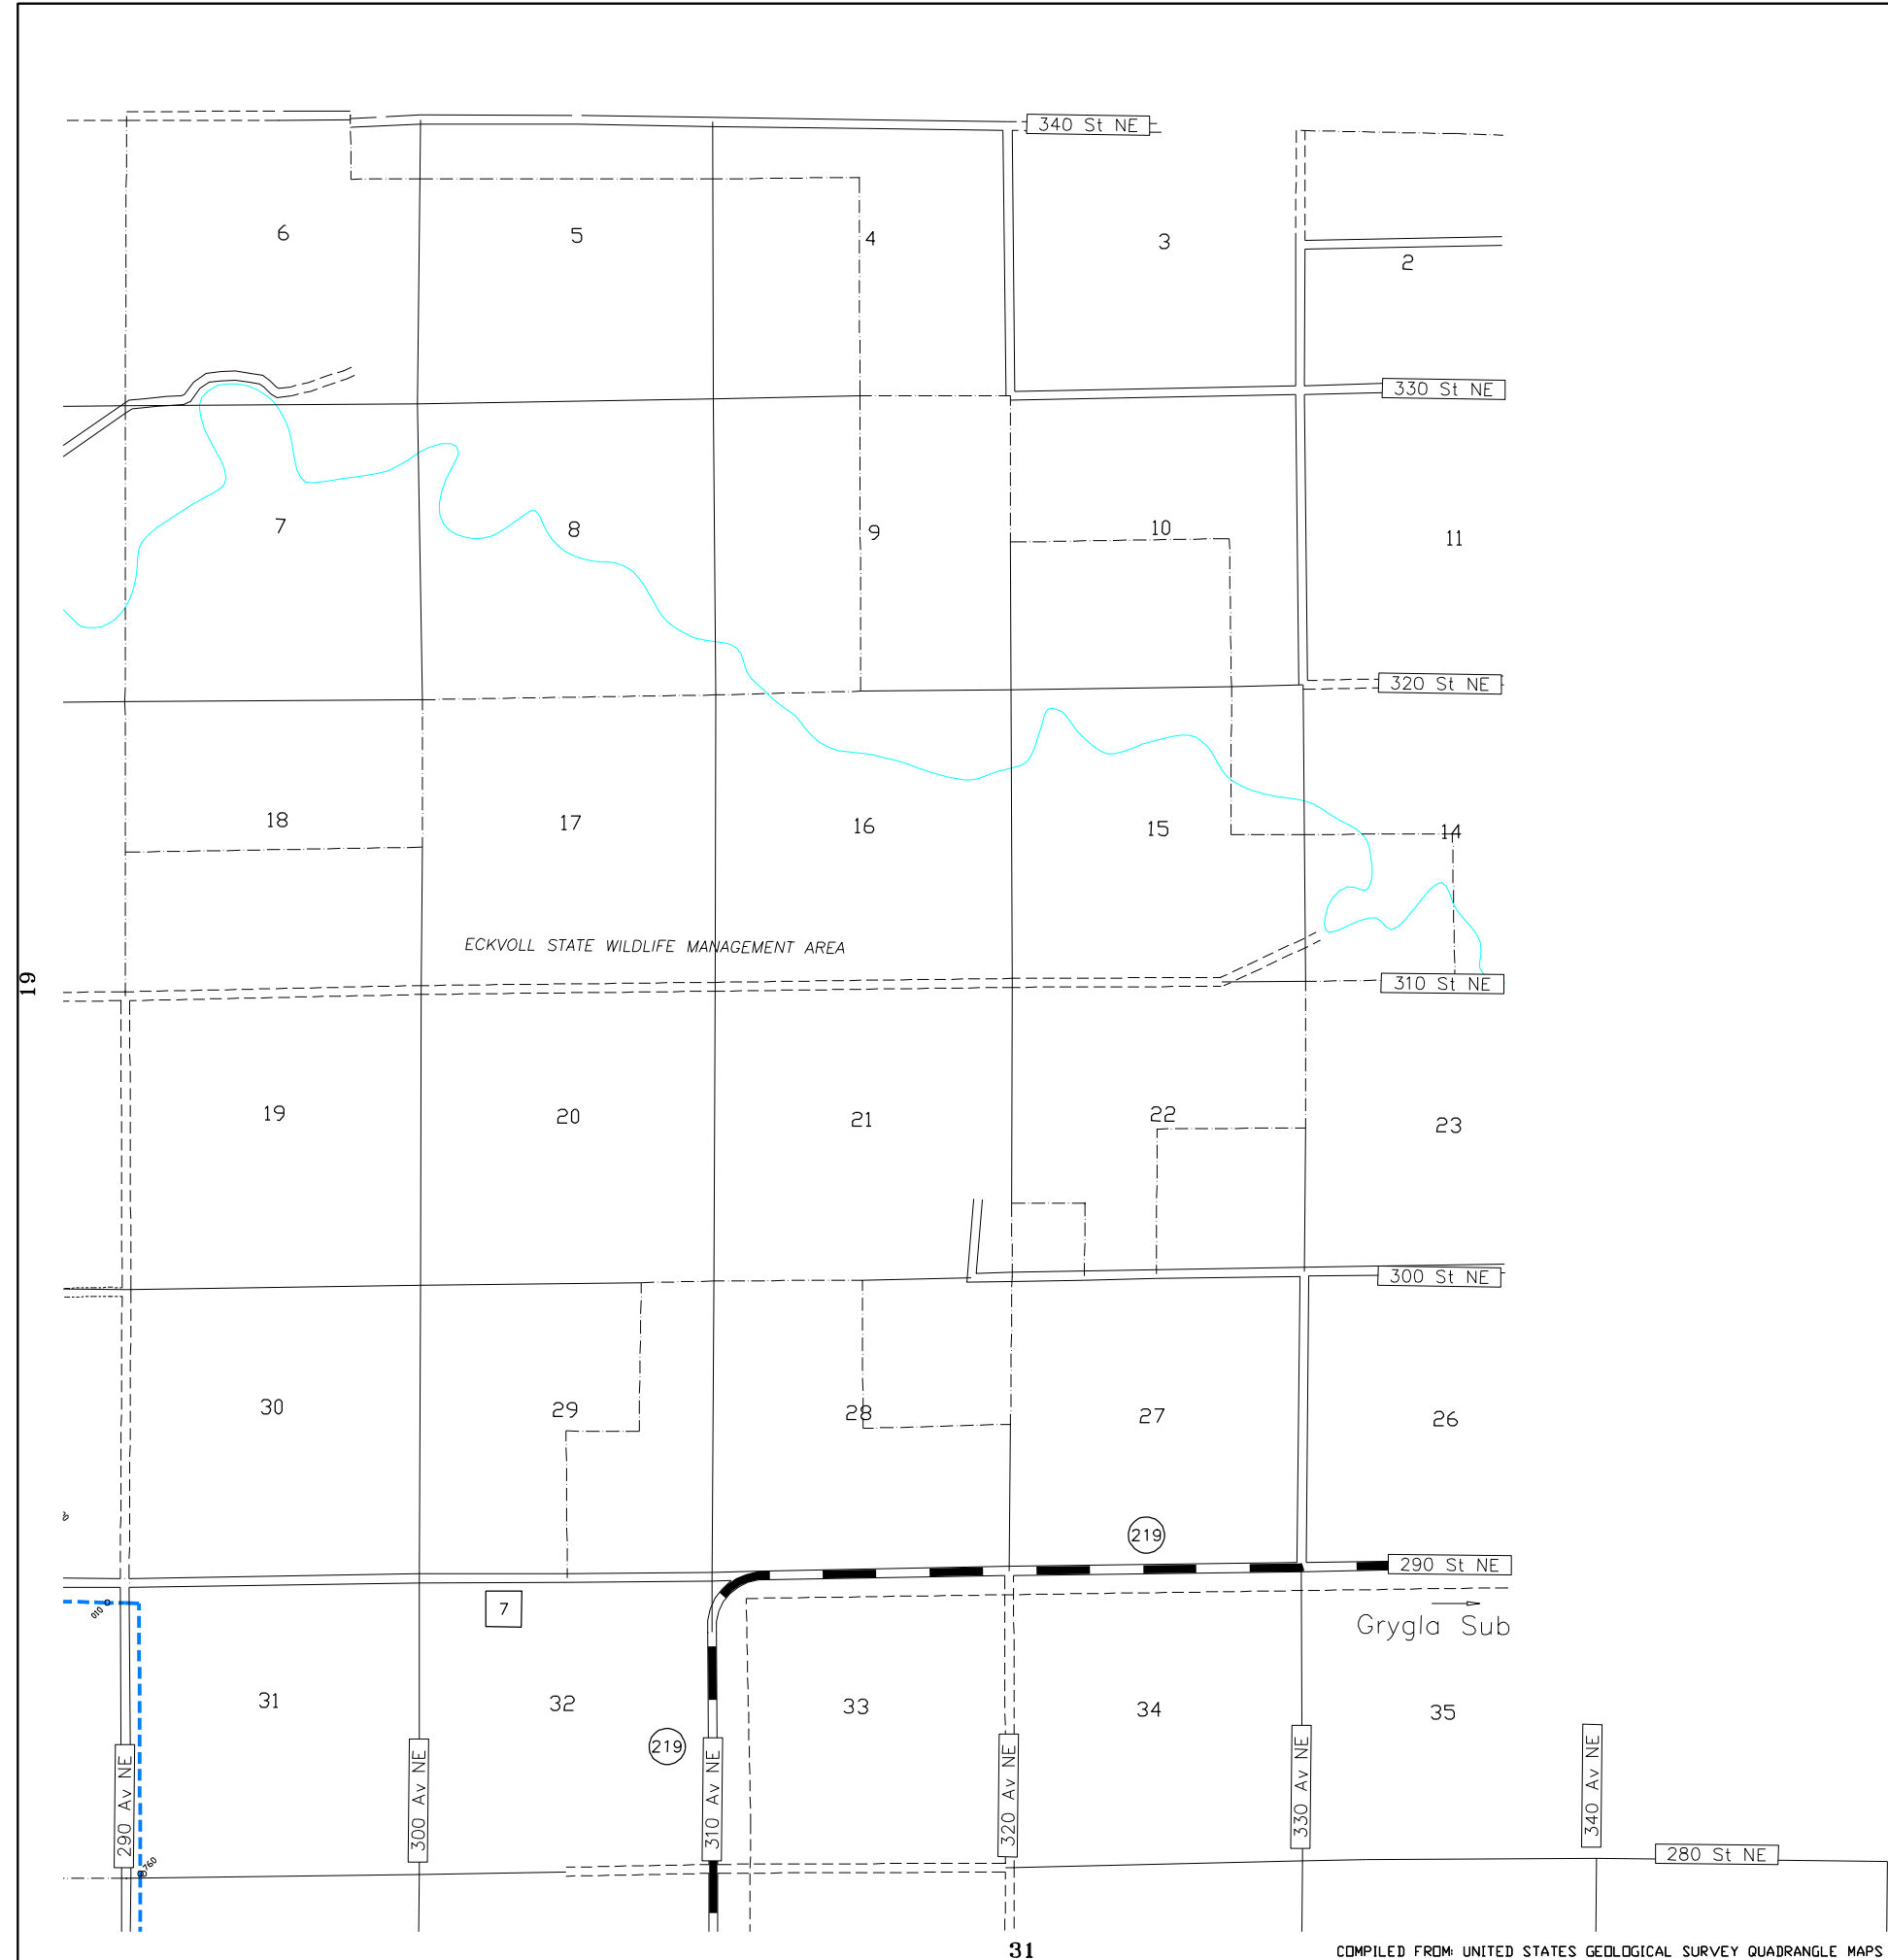 340 St NE
6
5
4
3
2
330 St NE
7
8
9
10
11
320 St NE
18
17
16
15
14
ECKVOLL STATE WILDLIFE MANAGEMENT AREA
19
310 St NE
19
20
21
22
23
300 St NE
30
29
28
27
26
219
290 St NE
010
7
Grygla Sub
31
32
33
34
35
219
290 Av NE
300 Av NE
310 Av NE
320 Av NE
330 Av NE
340 Av NE
280 St NE
31
COMPILED FROM: UNITED STATES GEOLOGICAL SURVEY QUADRANGLE MAPS